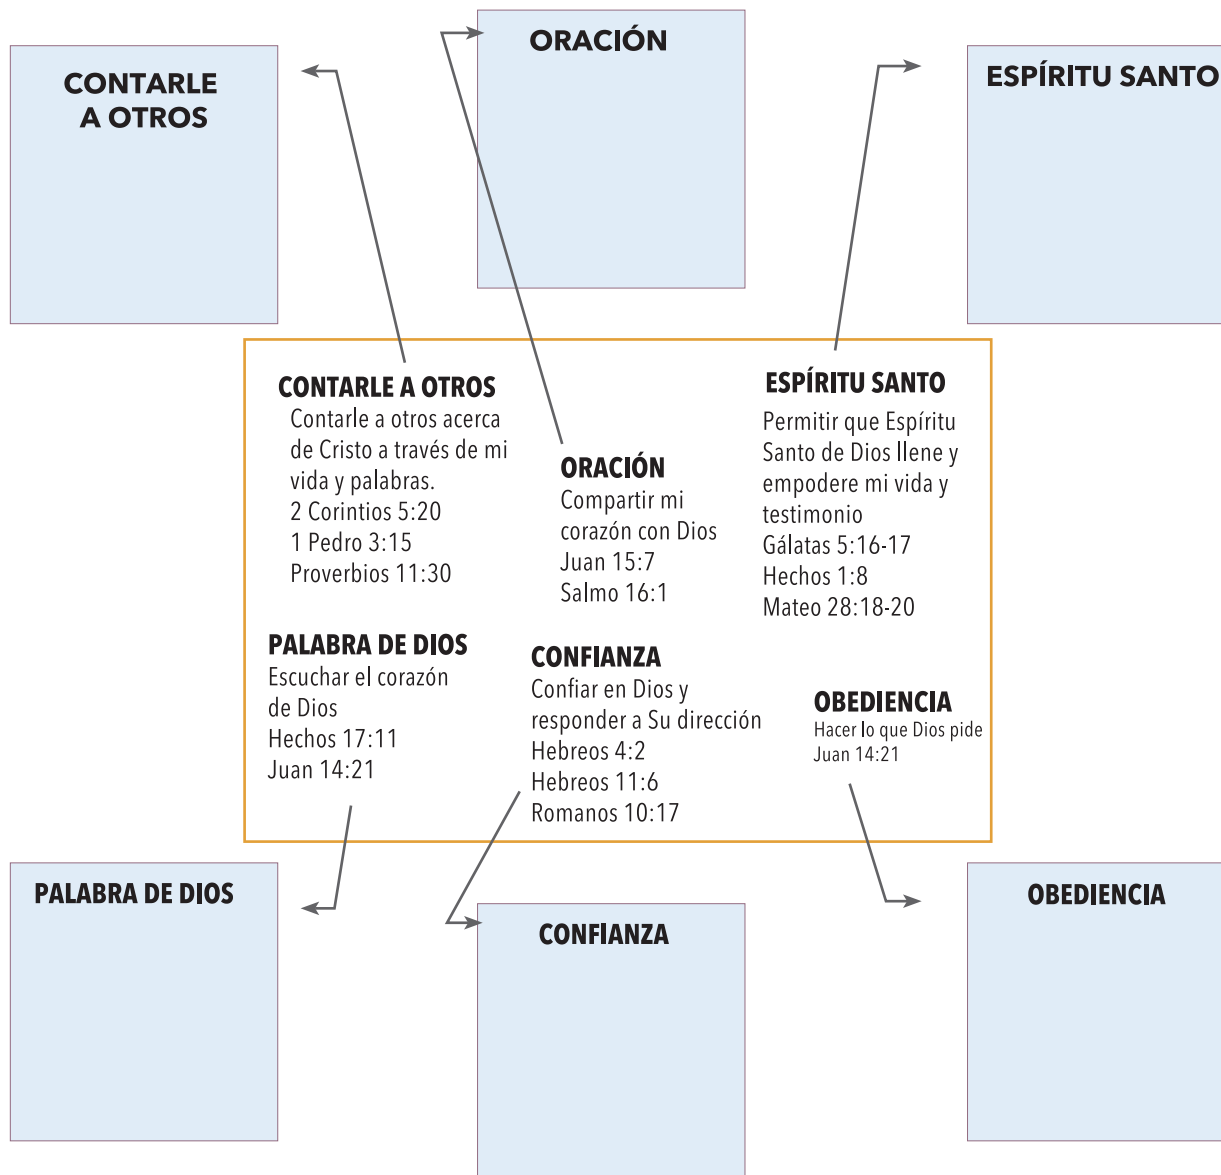 CONTARLE
A OTROS
ORACIÓN
ESPÍRITU SANTO
CONTARLE A OTROS
Contarle a otros acerca
de Cristo a través de mi
vida y palabras.
2 Corintios 5:20
1 Pedro 3:15
Proverbios 11:30
ORACIÓN
Compartir mi
corazón con Dios
Juan 15:7
Salmo 16:1
ESPÍRITU SANTO
Permitir que Espíritu
Santo de Dios llene y
empodere mi vida y
testimonio
Gálatas 5:16-17
Hechos 1:8
Mateo 28:18-20
PALABRA DE DIOS
Escuchar el corazón
de Dios
Hechos 17:11
Juan 14:21
CONFIANZA
Confiar en Dios y
responder a Su dirección
Hebreos 4:2
Hebreos 11:6
Romanos 10:17
OBEDIENCIA
Hacer lo que Dios pide
Juan 14:21
PALABRA DE DIOS
CONFIANZA
OBEDIENCIA